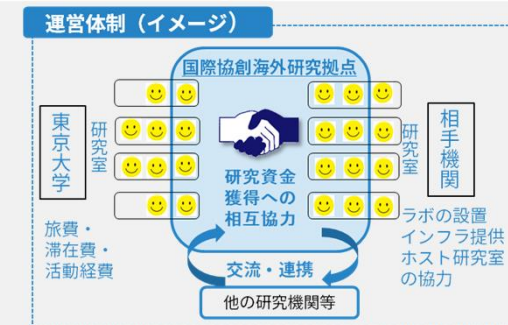 運営体制（イメージ）
国際協創海外研究拠点
東京大学
研究室
研究資金
獲得への
相互協力
研究室
相手機関
旅費・
滞在費・
活動経費
ラボの設置
インフラ提供
ホスト研究室
の協力
交流・連携
他の研究機関等